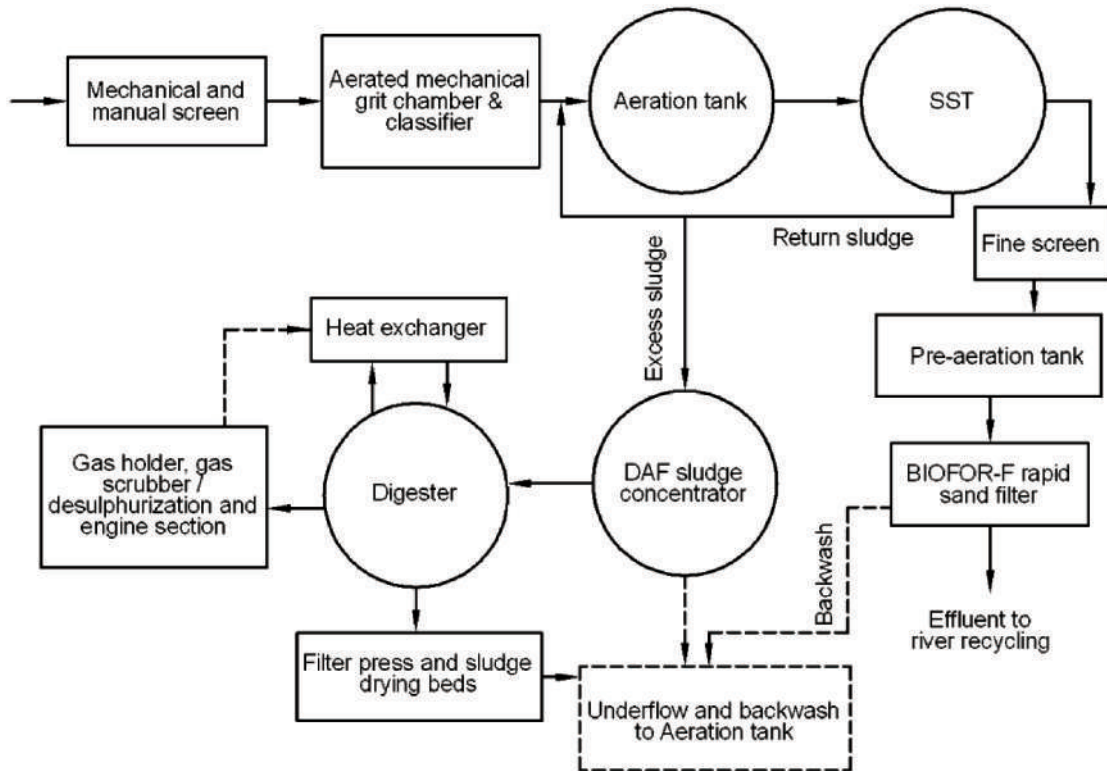 Mechanical and
manual screen
Aerated mechanical
grit chamber &
classifier
Aeration tank
SST
Return sludge
Fine screen
Excess sludge
Heat exchanger
Pre-aeration tank
Gas holder, gas
scrubber /
desulphurization and
engine section
Digester
DAF sludge
concentrator
BIOFOR-F rapid
sand filter
Backwash
Effluent to
river recycling
Filter press and sludge
drying beds
Underflow and backwash
to Aeration tank